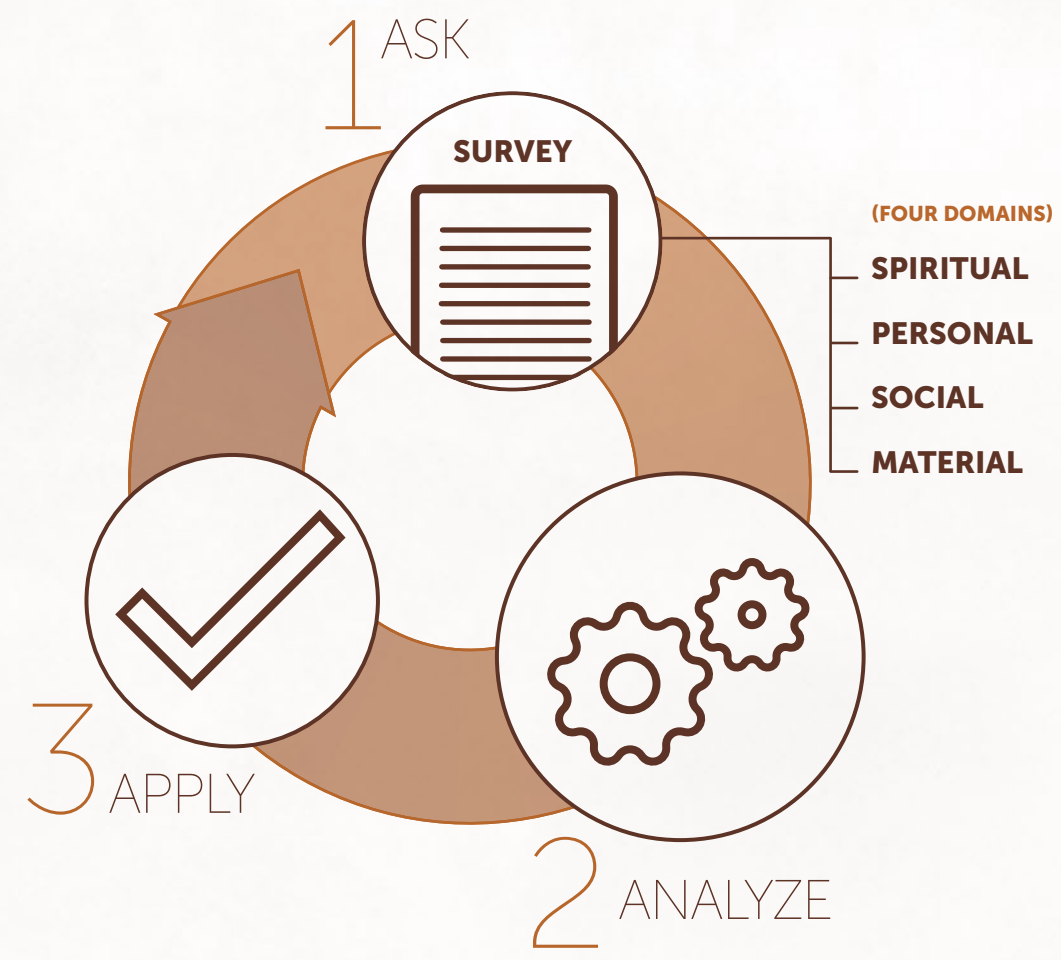 1 ASK
SURVEY
(FOUR DOMAINS)
SPIRITUAL
PERSONAL
SOCIAL
MATERIAL
3 APPLY
2 ANALYZE